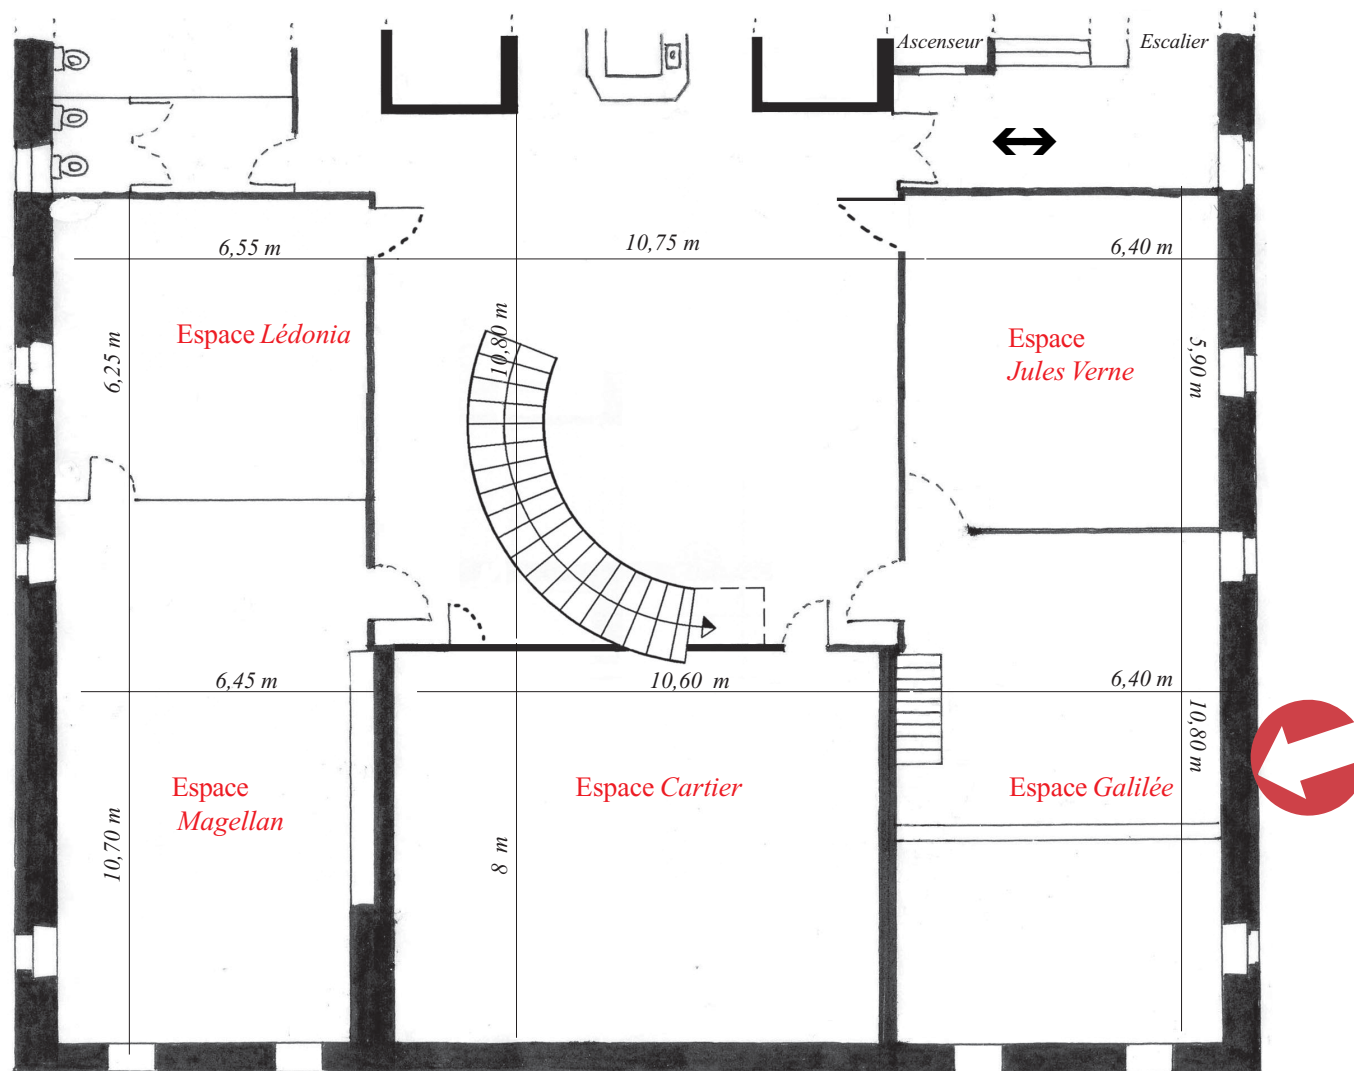 Ascenseur
Escalier
6,55 m
10,75 m
6,40 m
10,80 m
Espace Lédonia
6,25 m
Espace
Jules Verne
5,90 m
6,45 m
10,60 m
6,40 m
10,80 m
Espace
Magellan
Espace Cartier
Espace Galilée
10,70 m
8 m